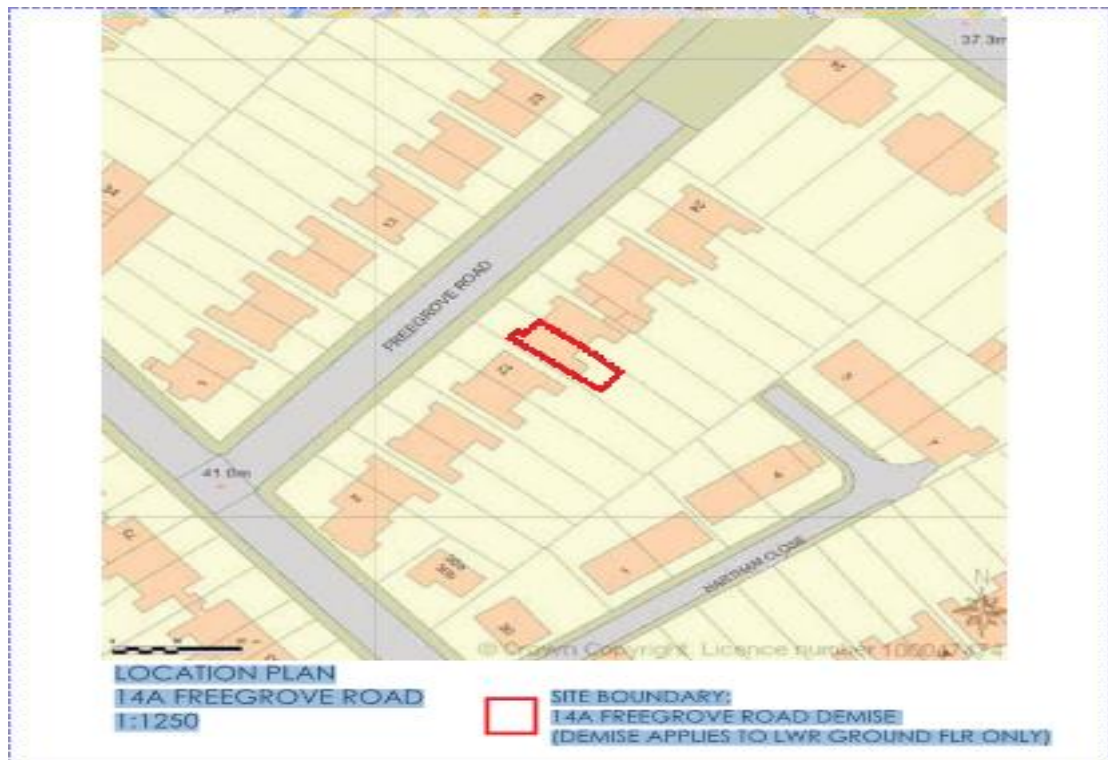 37.3m
24
FREEGROVE ROAD
41.0m
HARTHAM CLOSE
N
© Crown Copyright. Licence number
LOCATION PLAN
14A FREEGROVE ROAD
1:1250
SITE BOUNDARY:
14A FREEGROVE ROAD DEMISE
(DEMISE APPLIES TO LWR GROUND FLR ONLY)